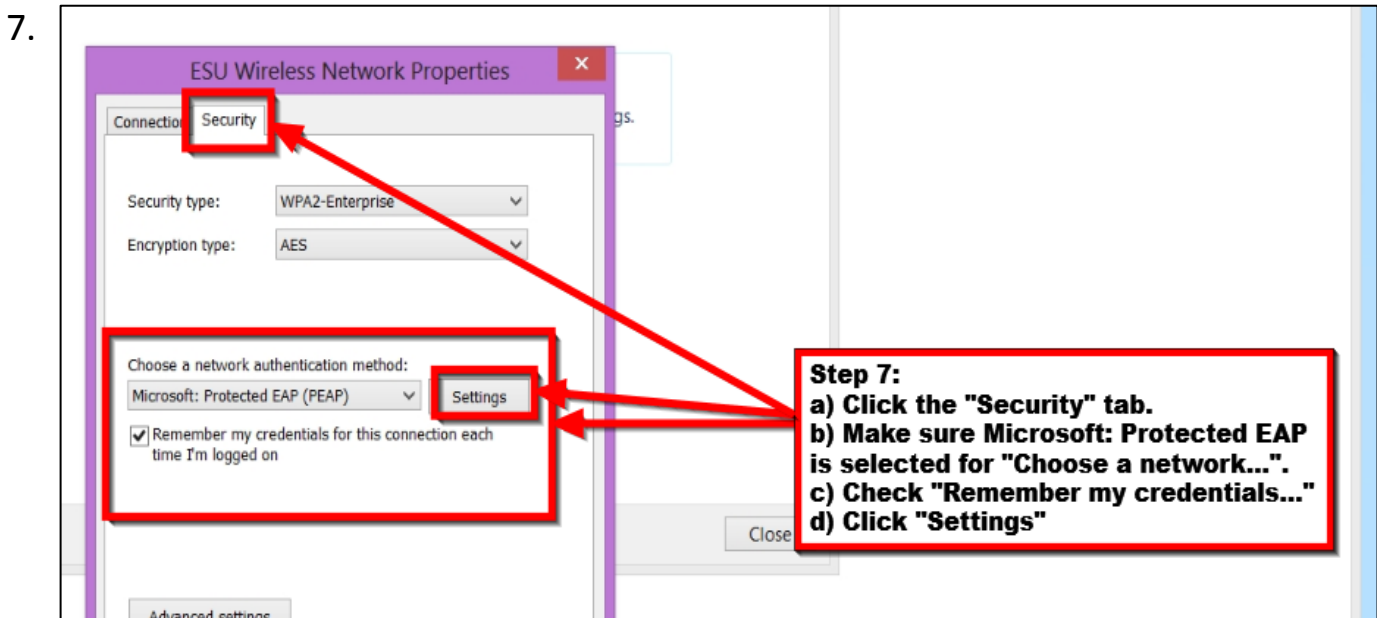 7.
ESU Wireless Network Properties
x
gs.
Connection Security
Security type: WPA2-Enterprise
Encryption type: AES
Choose a network authentication method:
Microsoft: Protected EAP (PEAP) Settings
Remember my credentials for this connection each
time I'm logged on
Step 7:
a) Click the "Security" tab.
b) Make sure Microsoft: Protected EAP
is selected for "Choose a network...".
c) Check "Remember my credentials..."
d) Click "Settings"
Close
Advanced settings